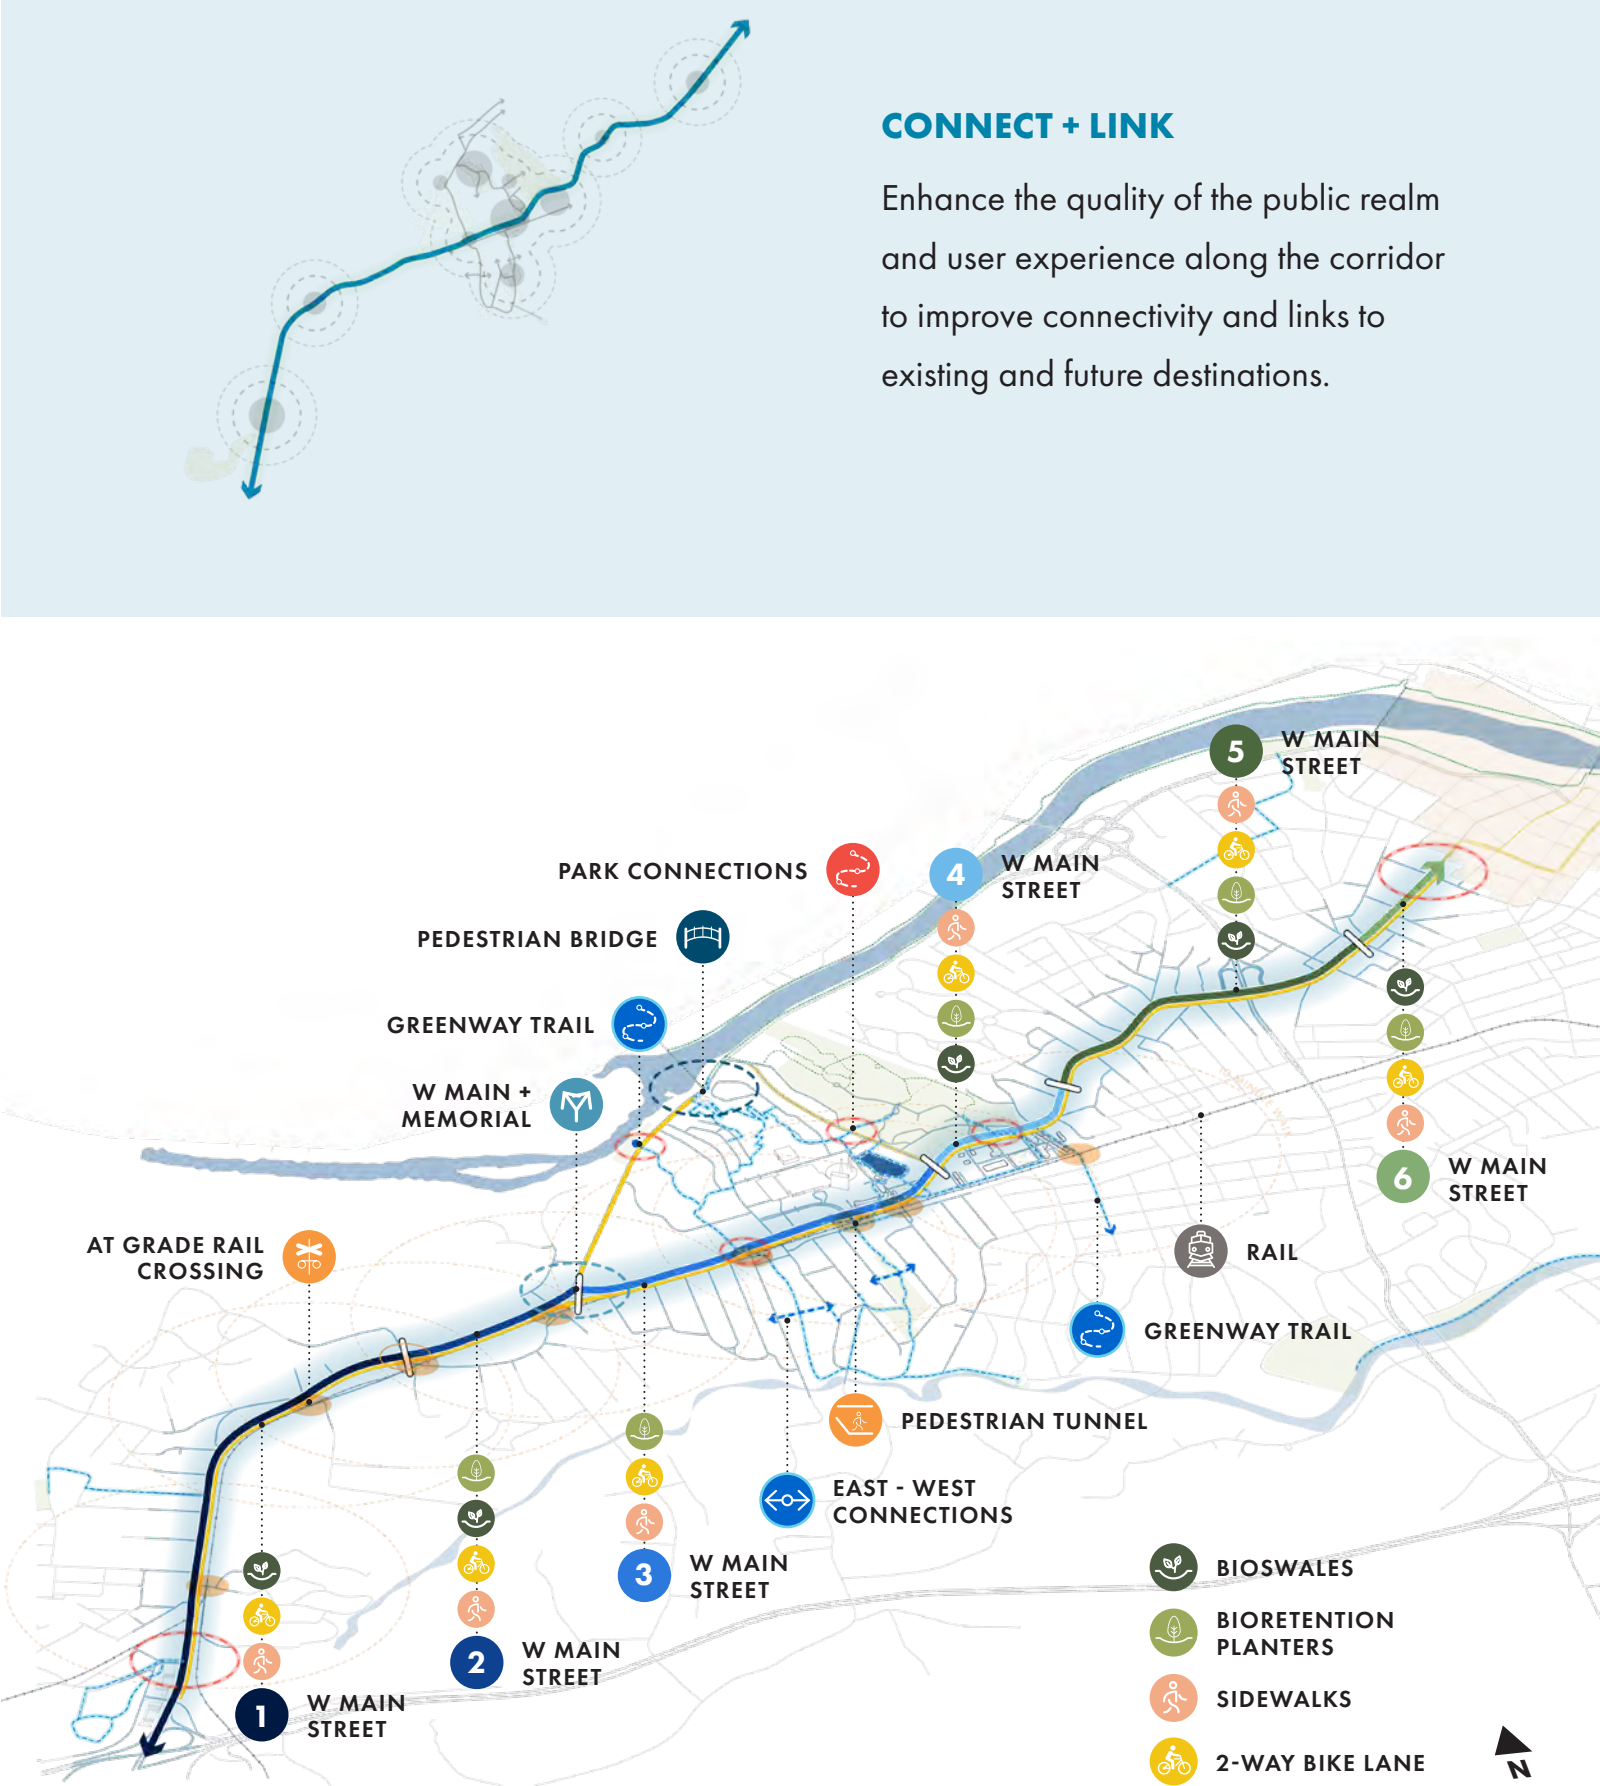 CONNECT + LINK
Enhance the quality of the public realm
and user experience along the corridor
to improve connectivity and links to
existing and future destinations.
5
W MAIN
STREET
PARK CONNECTIONS
4
W MAIN
STREET
PEDESTRIAN BRIDGE
GREENWAY TRAIL
W MAIN +
MEMORIAL
6
W MAIN
STREET
AT GRADE RAIL
CROSSING
RAIL
GREENWAY TRAIL
PEDESTRIAN TUNNEL
EAST - WEST
CONNECTIONS
3
W MAIN
STREET
2
W MAIN
STREET
1
W MAIN
STREET
BIOSWALES
BIORETENTION
PLANTERS
SIDEWALKS
2-WAY BIKE LANE
N